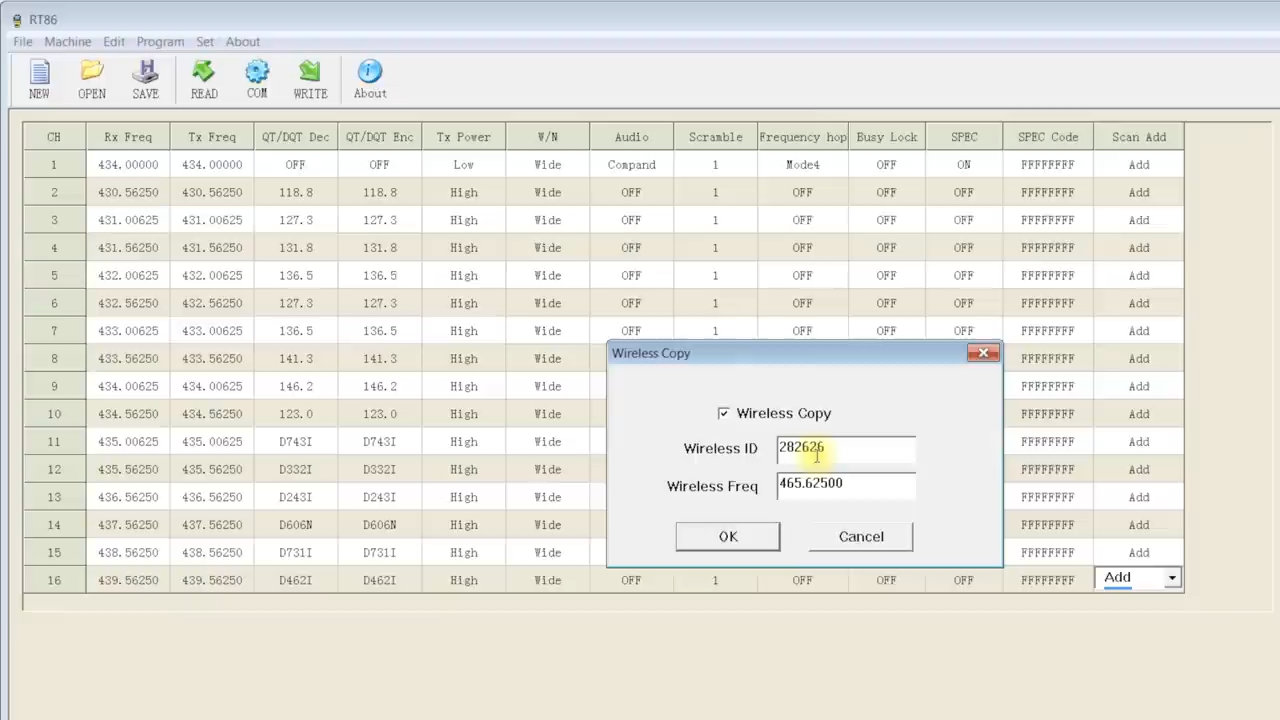 RT86
File Machine Edit Program Set About
NEW OPEN SAVE READ COM WRITE About
CH Rx Freq Tx Freq QT/DQT Dec QT/DQT Enc Tx Power W/N Audio Scramble Frequency hop Busy Lock SPEC SPEC Code Scan Add
1 434.00000 434.00000 OFF OFF Low Wide Compand 1 Mode4 OFF ON FFFFFFFF Add
2 430.56250 430.56250 118.8 118.8 High Wide OFF 1 OFF OFF OFF FFFFFFFF Add
3 431.00625 431.00625 127.3 127.3 High Wide OFF 1 OFF OFF OFF FFFFFFFF Add
4 431.56250 431.56250 131.8 131.8 High Wide OFF 1 OFF OFF OFF FFFFFFFF Add
5 432.00625 432.00625 136.5 136.5 High Wide OFF 1 OFF OFF OFF FFFFFFFF Add
6 432.56250 432.56250 127.3 127.3 High Wide OFF 1 OFF OFF OFF FFFFFFFF Add
7 433.00625 433.00625 136.5 136.5 High Wide OFF 1 OFF OFF OFF FFFFFFFF Add
8 433.56250 433.56250 141.3 141.3 High Wide FFFFFFFF Add
9 434.00625 434.00625 146.2 146.2 High Wide FFFFFFFF Add
10 434.56250 434.56250 123.0 123.0 High Wide FFFFFFFF Add
11 435.00625 435.00625 D743I D743I High Wide FFFFFFFF Add
12 435.56250 435.56250 D332I D332I High Wide FFFFFFFF Add
13 436.56250 436.56250 D243I D243I High Wide FFFFFFFF Add
14 437.56250 437.56250 D606N D606N High Wide FFFFFFFF Add
15 438.56250 438.56250 D731I D731I High Wide FFFFFFFF Add
16 439.56250 439.56250 D462I D462I High Wide OFF 1 OFF OFF OFF FFFFFFFF Add
Wireless Copy
Wireless Copy
Wireless ID 282626
Wireless Freq 465.62500
OK Cancel